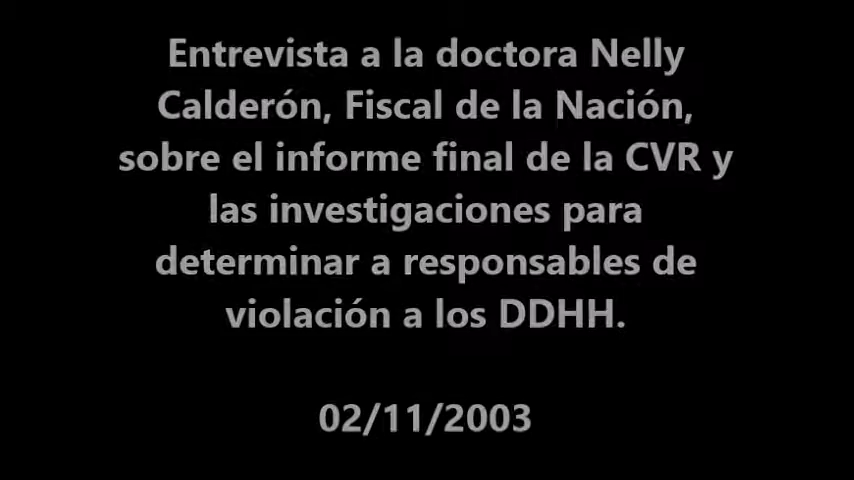 Entrevista a la doctora Nelly
Calderón, Fiscal de la Nación,
sobre el informe final de la CVR y
las investigaciones para
determinar a responsables de
violación a los DDHH.
02/11/2003